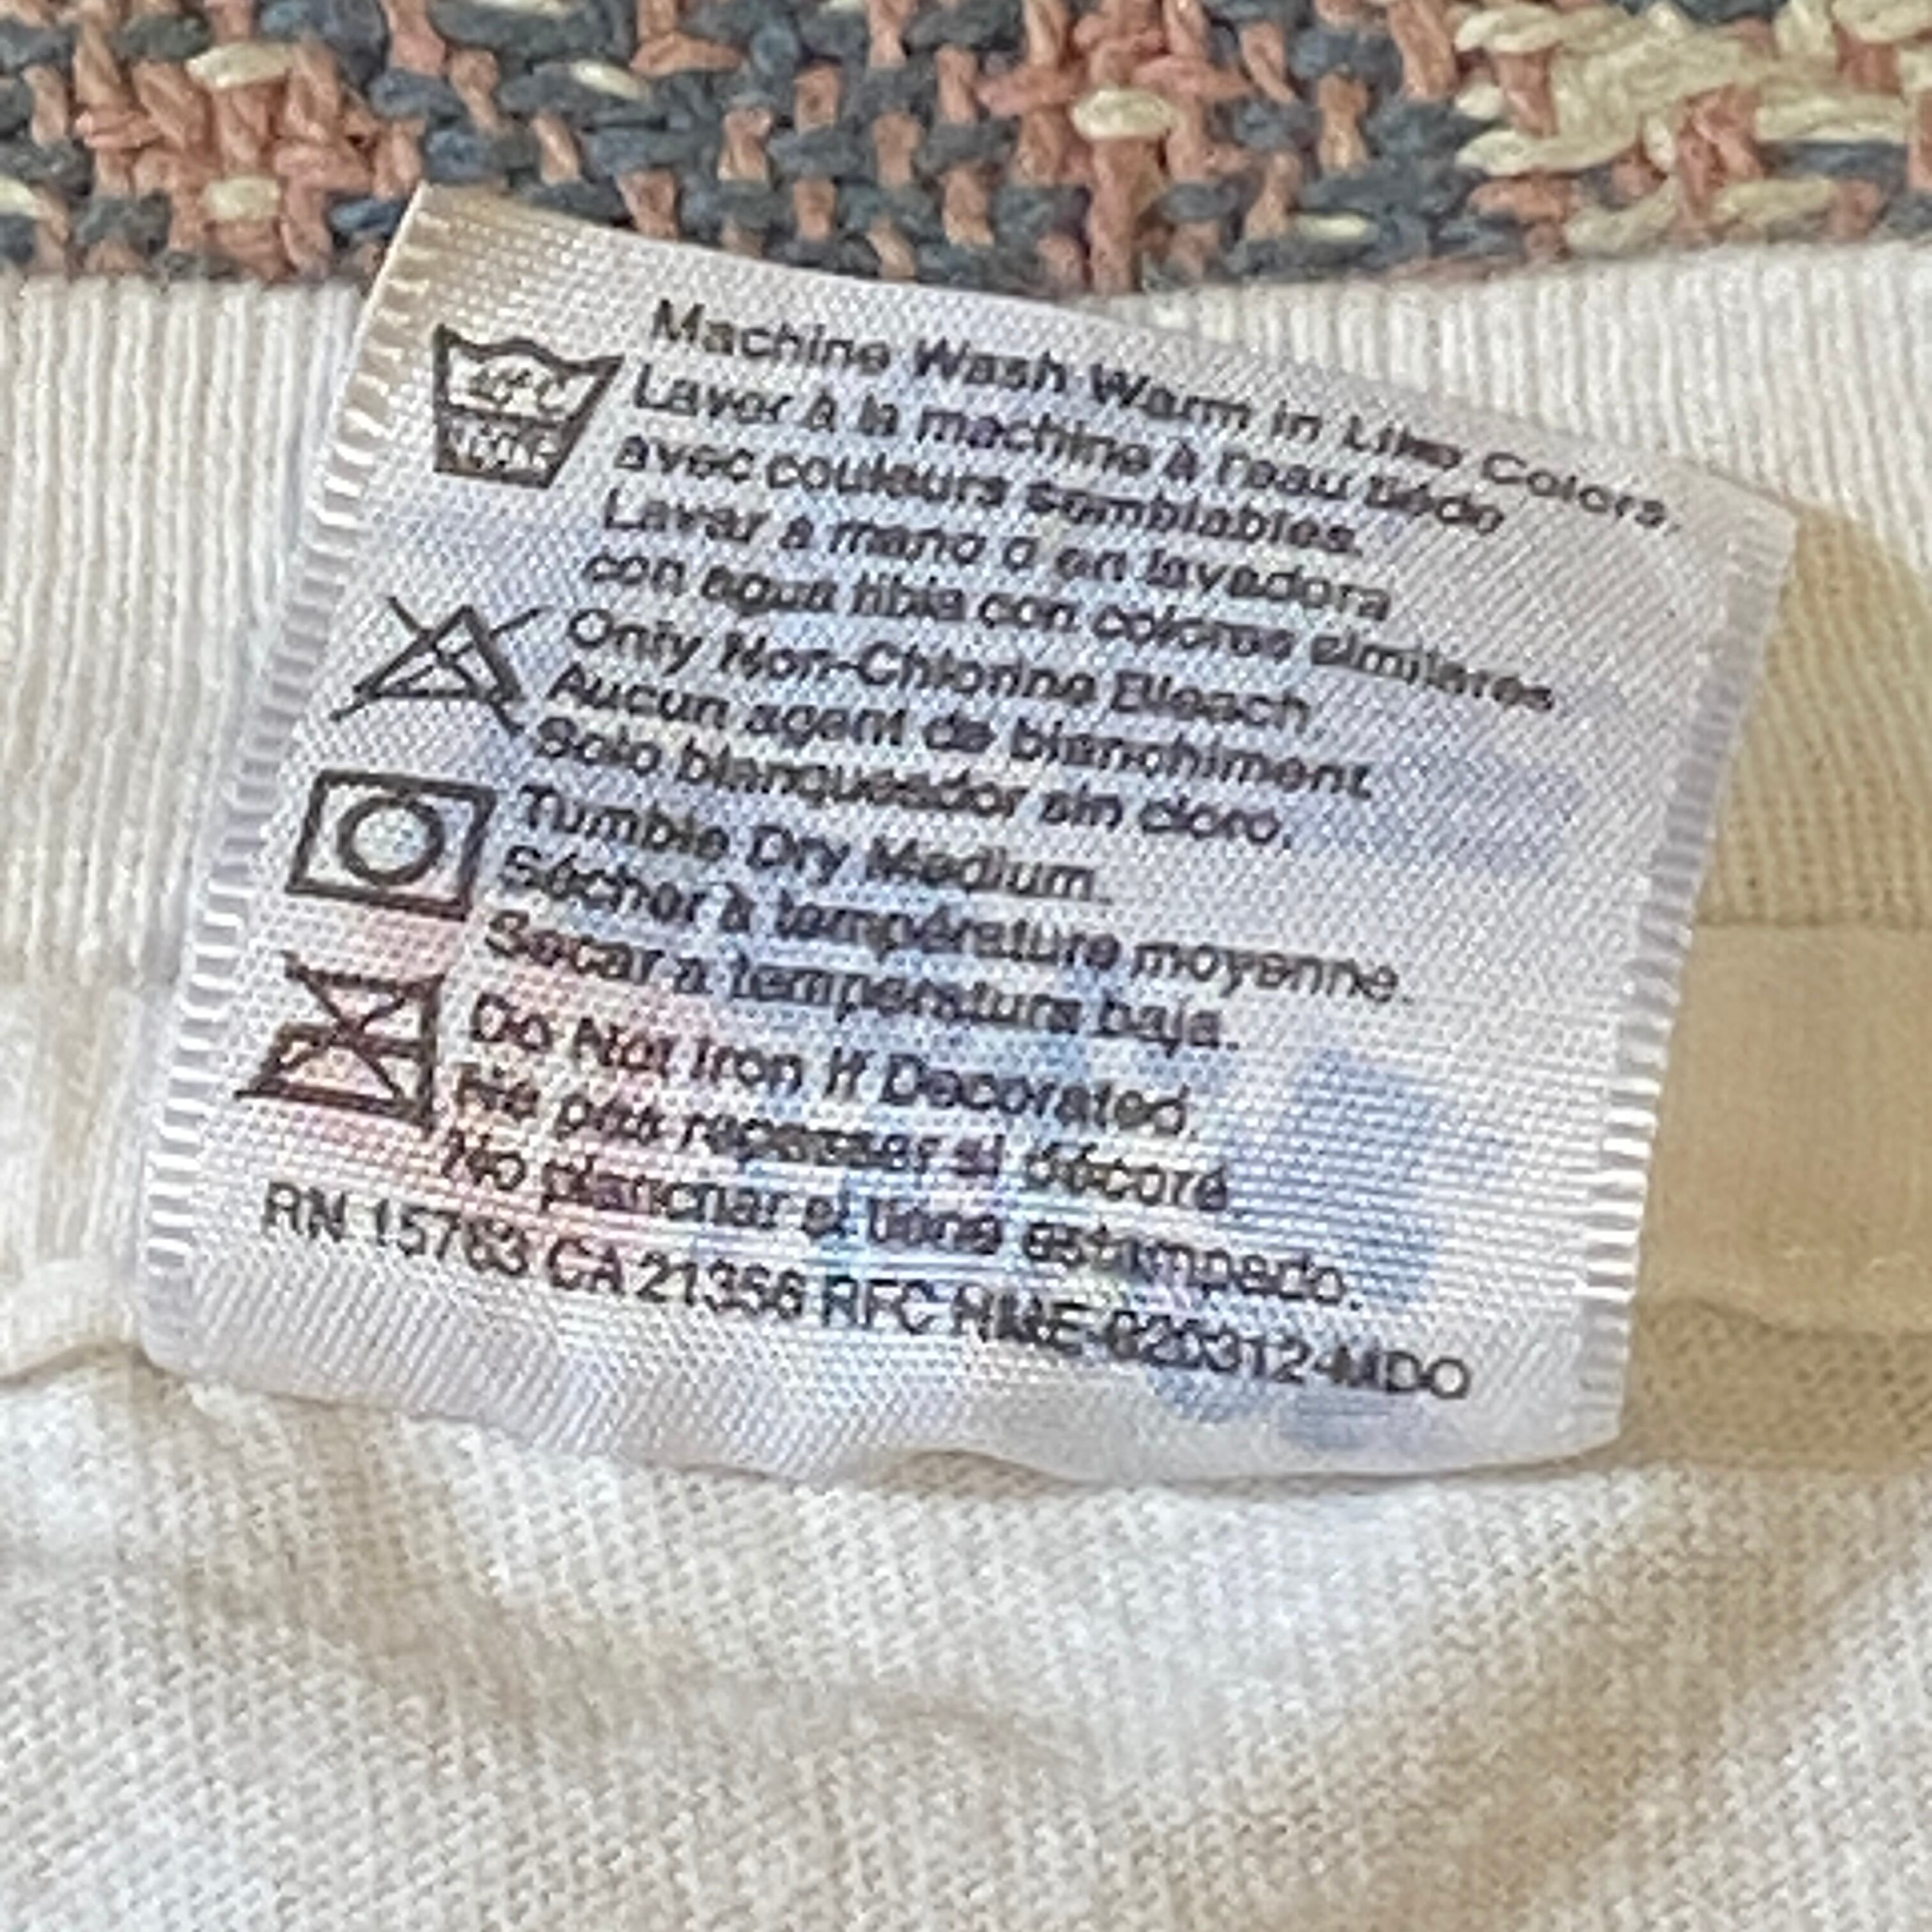 Machine Wash Warm in Like Colors.
Laver à la machine à l'eau tiède
avec couleurs semblables.
Lavar a mano o en lavadora
con agua tibia con colores similares.
Only Non-Chlorine Bleach.
Aucun agent de blanchiment.
Solo blanqueador sin cloro.
Tumble Dry Medium.
Sécher à température moyenne.
Secar a temperatura baja.
Do Not Iron If Decorated.
Ne pas repasser si décoré.
No planchar si tiene estampado.
RN 15763 CA 21356 RFC